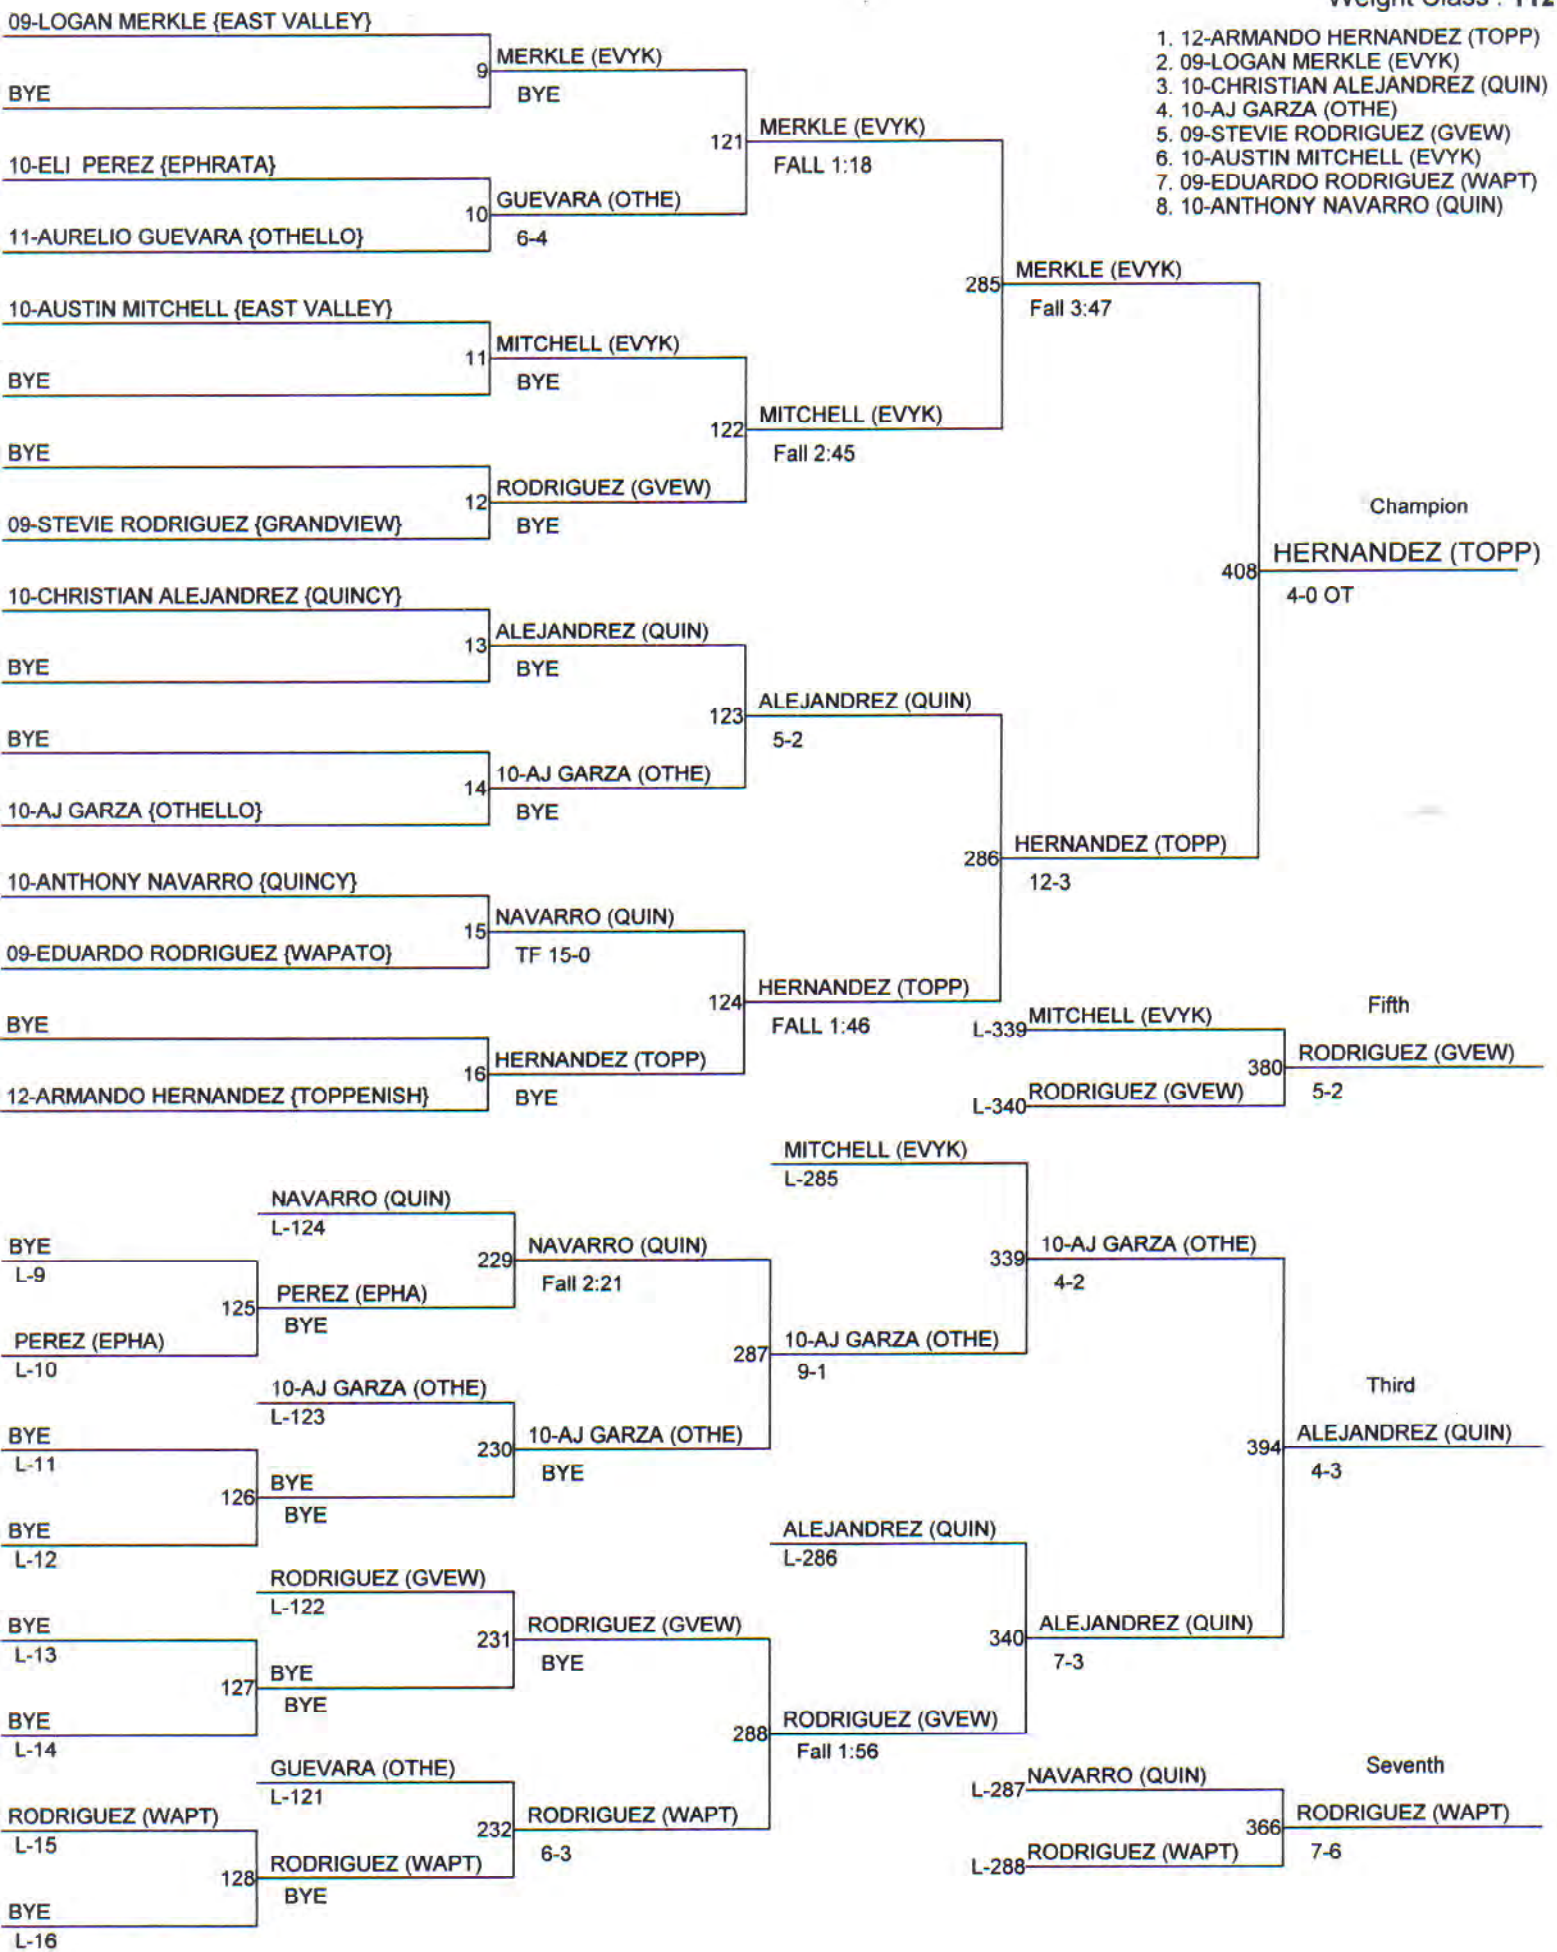 Weight Class : 112
1. 12-ARMANDO HERNANDEZ (TOPP)
2. 09-LOGAN MERKLE (EVYK)
3. 10-CHRISTIAN ALEJANDREZ (QUIN)
4. 10-AJ GARZA (OTHE)
5. 09-STEVIE RODRIGUEZ (GVEW)
6. 10-AUSTIN MITCHELL (EVYK)
7. 09-EDUARDO RODRIGUEZ (WAPT)
8. 10-ANTHONY NAVARRO (QUIN)
09-LOGAN MERKLE {EAST VALLEY}
BYE
10-ELI PEREZ {EPHRATA}
11-AURELIO GUEVARA {OTHELLO}
10-AUSTIN MITCHELL {EAST VALLEY}
BYE
BYE
09-STEVIE RODRIGUEZ {GRANDVIEW}
10-CHRISTIAN ALEJANDREZ {QUINCY}
BYE
BYE
10-AJ GARZA {OTHELLO}
10-ANTHONY NAVARRO {QUINCY}
09-EDUARDO RODRIGUEZ {WAPATO}
BYE
12-ARMANDO HERNANDEZ {TOPPENISH}
9 MERKLE (EVYK)
BYE
10 GUEVARA (OTHE)
6-4
11 MITCHELL (EVYK)
BYE
12 RODRIGUEZ (GVEW)
BYE
13 ALEJANDREZ (QUIN)
BYE
14 10-AJ GARZA (OTHE)
BYE
15 NAVARRO (QUIN)
TF 15-0
16 HERNANDEZ (TOPP)
BYE
121 MERKLE (EVYK)
FALL 1:18
122 MITCHELL (EVYK)
Fall 2:45
123 ALEJANDREZ (QUIN)
5-2
124 HERNANDEZ (TOPP)
FALL 1:46
285 MERKLE (EVYK)
Fall 3:47
286 HERNANDEZ (TOPP)
12-3
Champion
408 HERNANDEZ (TOPP)
4-0 OT
Fifth
L-339 MITCHELL (EVYK)
L-340 RODRIGUEZ (GVEW)
380 RODRIGUEZ (GVEW)
5-2
BYE
L-9
PEREZ (EPHA)
L-10
BYE
L-11
BYE
L-12
BYE
L-13
BYE
L-14
RODRIGUEZ (WAPT)
L-15
BYE
L-16
NAVARRO (QUIN)
L-124
125 PEREZ (EPHA)
BYE
10-AJ GARZA (OTHE)
L-123
126 BYE
BYE
RODRIGUEZ (GVEW)
L-122
127 BYE
BYE
GUEVARA (OTHE)
L-121
128 RODRIGUEZ (WAPT)
BYE
229 NAVARRO (QUIN)
Fall 2:21
230 10-AJ GARZA (OTHE)
BYE
231 RODRIGUEZ (GVEW)
BYE
232 RODRIGUEZ (WAPT)
6-3
MITCHELL (EVYK)
L-285
287 10-AJ GARZA (OTHE)
9-1
ALEJANDREZ (QUIN)
L-286
288 RODRIGUEZ (GVEW)
Fall 1:56
339 10-AJ GARZA (OTHE)
4-2
340 ALEJANDREZ (QUIN)
7-3
Third
394 ALEJANDREZ (QUIN)
4-3
Seventh
L-287 NAVARRO (QUIN)
L-288 RODRIGUEZ (WAPT)
366 RODRIGUEZ (WAPT)
7-6